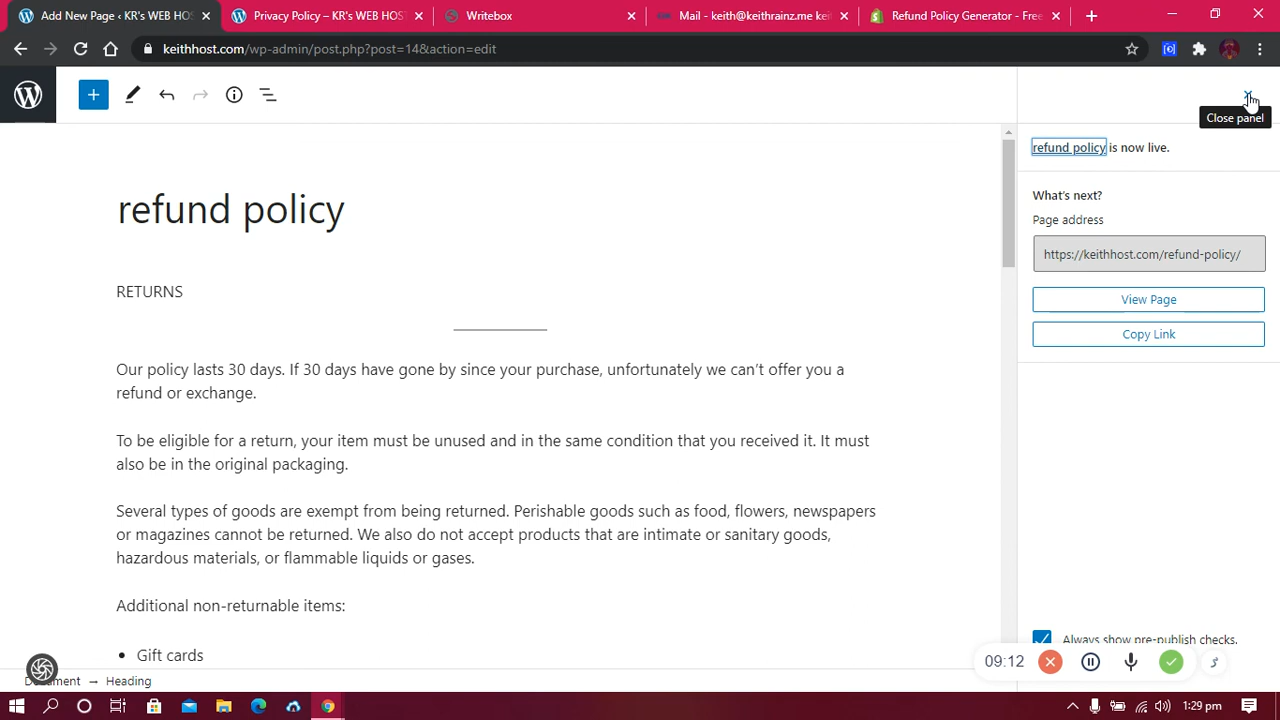 Add New Page ‹ KR's WEB HOS
Privacy Policy – KR's WEB HOST
Writebox
Mail - keith@keithrainz.me kei
Refund Policy Generator - Free
keithhost.com/wp-admin/post.php?post=14&action=edit
Close panel
refund policy is now live.
What's next?
Page address
https://keithhost.com/refund-policy/
View Page
Copy Link
refund policy
RETURNS
Our policy lasts 30 days. If 30 days have gone by since your purchase, unfortunately we can't offer you a
refund or exchange.
To be eligible for a return, your item must be unused and in the same condition that you received it. It must
also be in the original packaging.
Several types of goods are exempt from being returned. Perishable goods such as food, flowers, newspapers
or magazines cannot be returned. We also do not accept products that are intimate or sanitary goods,
hazardous materials, or flammable liquids or gases.
Additional non-returnable items:
• Gift cards
Always show pre-publish checks.
09:12
Document → Heading
1:29 pm